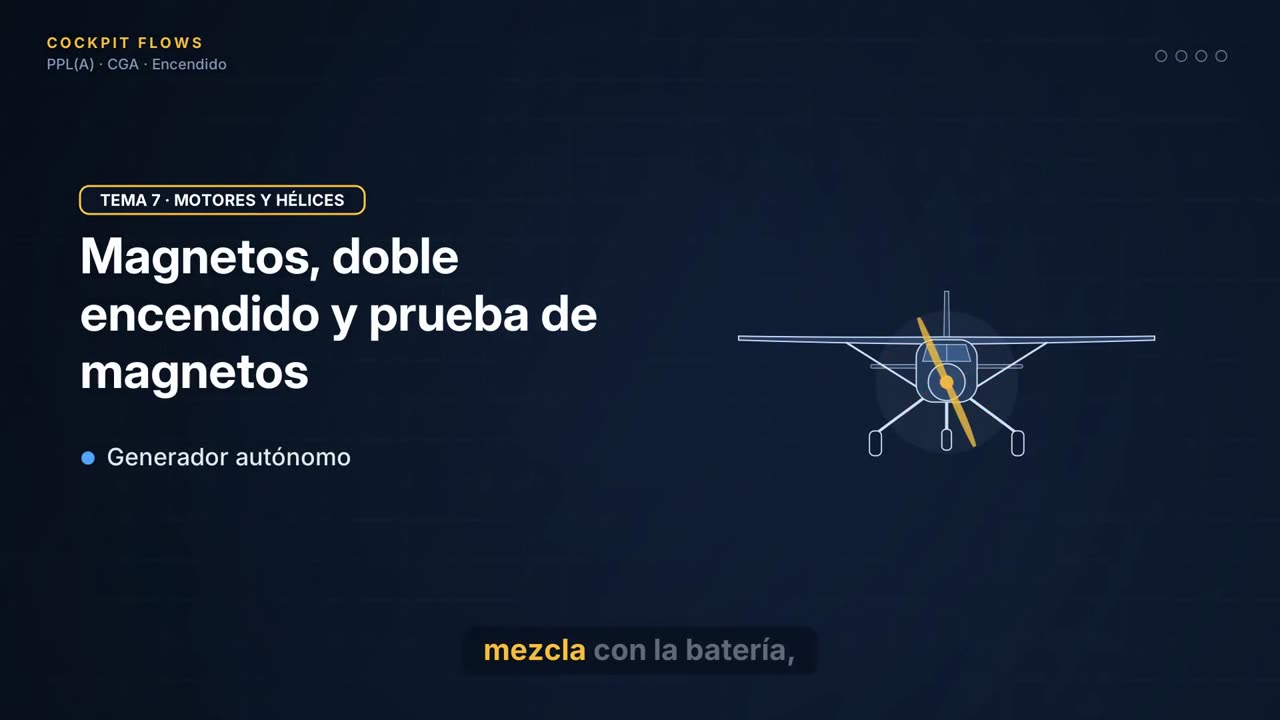 COCKPIT FLOWS
PPL(A) · CGA · Encendido
TEMA 7 · MOTORES Y HÉLICES
Magnetos, doble
encendido y prueba de
magnetos
Generador autónomo
mezcla con la batería,